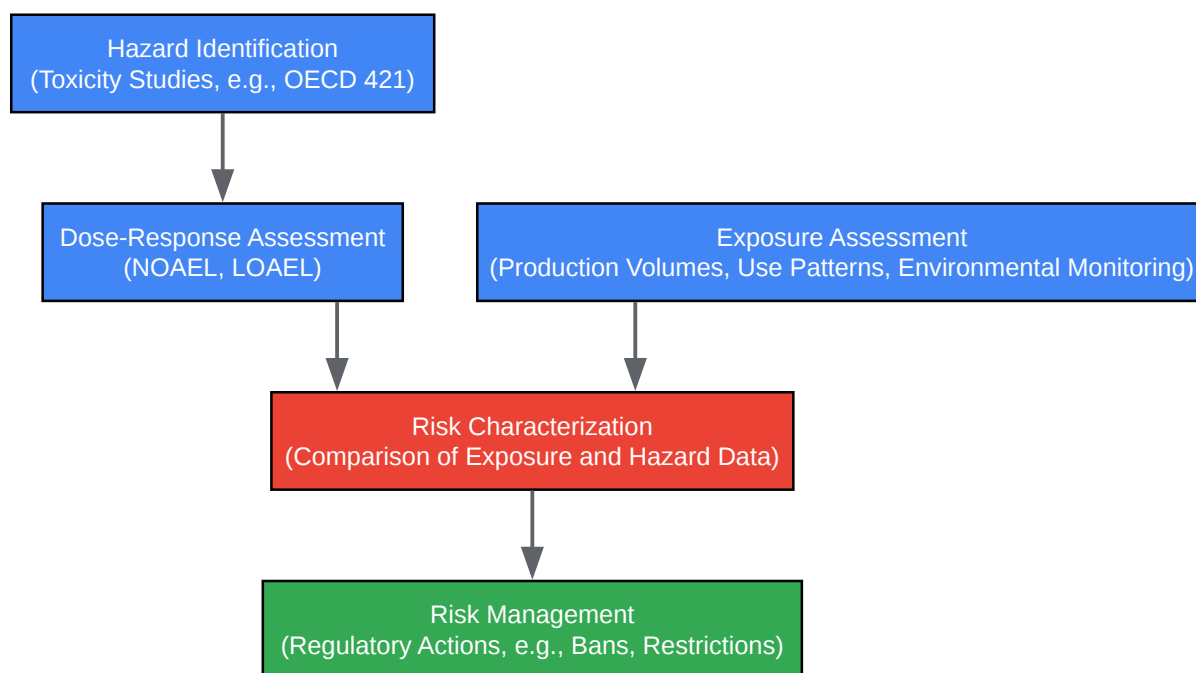 Hazard Identification
(Toxicity Studies, e.g., OECD 421)
Dose-Response Assessment
(NOAEL, LOAEL)
Exposure Assessment
(Production Volumes, Use Patterns, Environmental Monitoring)
Risk Characterization
(Comparison of Exposure and Hazard Data)
Risk Management
(Regulatory Actions, e.g., Bans, Restrictions)